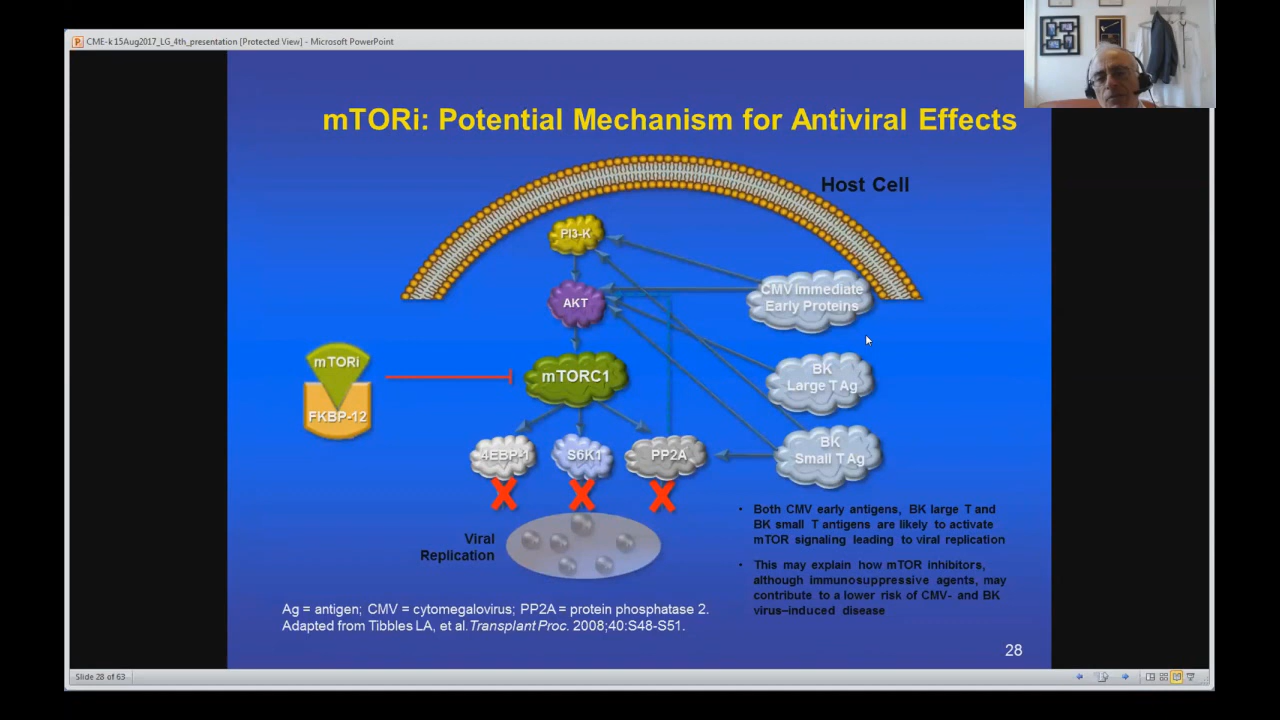 CME-k 15Aug2017_LG_4th_presentation [Protected View] - Microsoft PowerPoint
mTORi: Potential Mechanism for Antiviral Effects
Host Cell
PI3-K
CMV Immediate
Early Proteins
AKT
mTORi
FKBP-12
mTORC1
BK
Large T Ag
4EBP-1
S6K1
PP2A
BK
Small T Ag
Viral
Replication
• Both CMV early antigens, BK large T and
BK small T antigens are likely to activate
mTOR signaling leading to viral replication
• This may explain how mTOR inhibitors,
although immunosuppressive agents, may
contribute to a lower risk of CMV- and BK
virus–induced disease
Ag = antigen; CMV = cytomegalovirus; PP2A = protein phosphatase 2.
Adapted from Tibbles LA, et al. Transplant Proc. 2008;40:S48-S51.
28
Slide 28 of 63